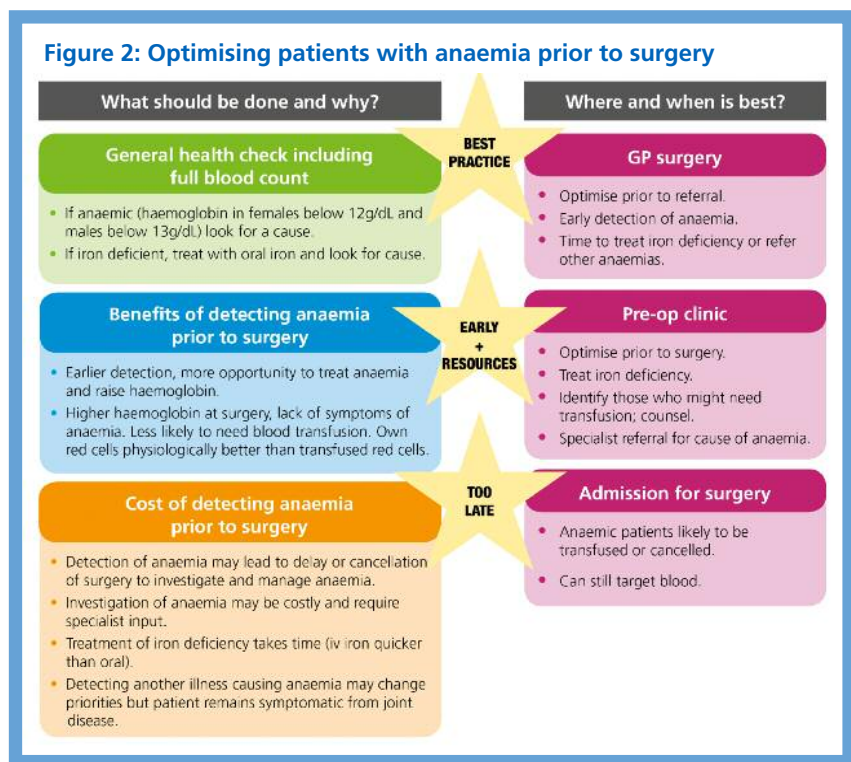 Figure 2: Optimising patients with anaemia prior to surgery
What should be done and why?
General health check including
full blood count
• If anaemic (haemoglobin in females below 12g/dL and
males below 13g/dL) look for a cause.
• If iron deficient, treat with oral iron and look for cause.
Benefits of detecting anaemia
prior to surgery
• Earlier detection, more opportunity to treat anaemia
and raise haemoglobin.
• Higher haemoglobin at surgery, lack of symptoms of
anaemia. Less likely to need blood transfusion. Own
red cells physiologically better than transfused red cells.
Cost of detecting anaemia
prior to surgery
• Detection of anaemia may lead to delay or cancellation
of surgery to investigate and manage anaemia.
• Investigation of anaemia may be costly and require
specialist input.
• Treatment of iron deficiency takes time (iv iron quicker
than oral).
• Detecting another illness causing anaemia may change
priorities but patient remains symptomatic from joint
disease.
BEST
PRACTICE
EARLY
+
RESOURCES
TOO
LATE
Where and when is best?
GP surgery
• Optimise prior to referral.
• Early detection of anaemia.
• Time to treat iron deficiency or refer
other anaemias.
Pre-op clinic
• Optimise prior to surgery.
• Treat iron deficiency.
• Identify those who might need
transfusion; counsel.
• Specialist referral for cause of anaemia.
Admission for surgery
• Anaemic patients likely to be
transfused or cancelled.
• Can still target blood.